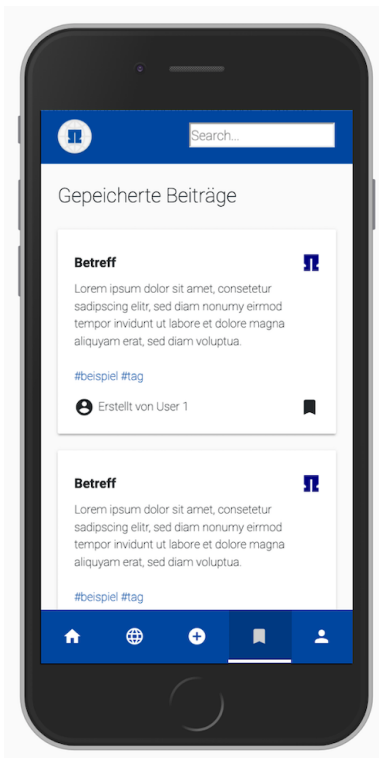 Search...
Gepeicherte Beiträge
Betreff
Lorem ipsum dolor sit amet, consetetur
sadipscing elitr, sed diam nonumy eirmod
tempor invidunt ut labore et dolore magna
aliquyam erat, sed diam voluptua.
#beispiel #tag
Erstellt von User 1
Betreff
Lorem ipsum dolor sit amet, consetetur
sadipscing elitr, sed diam nonumy eirmod
tempor invidunt ut labore et dolore magna
aliquyam erat, sed diam voluptua.
#beispiel #tag